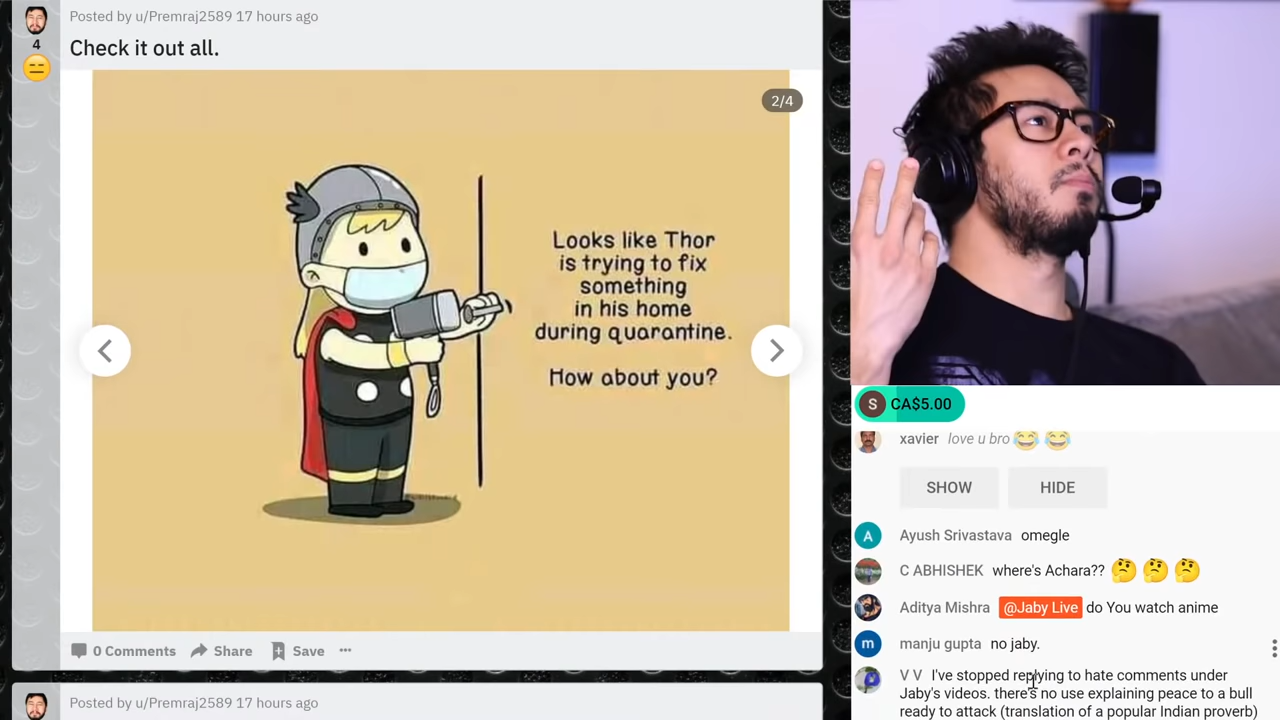 Posted by u/Premraj2589 17 hours ago
4
Check it out all.
2/4
Looks like Thor
is trying to fix
something
in his home
during quarantine.
How about you?
0 Comments Share Save
Posted by u/Premraj2589 17 hours ago
S CA$5.00
xavier love u bro
SHOW HIDE
A Ayush Srivastava omegle
C ABHISHEK where's Achara??
Aditya Mishra @Jaby Live do You watch anime
m manju gupta no jaby.
V V I've stopped replying to hate comments under
Jaby's videos. there's no use explaining peace to a bull
ready to attack (translation of a popular Indian proverb)